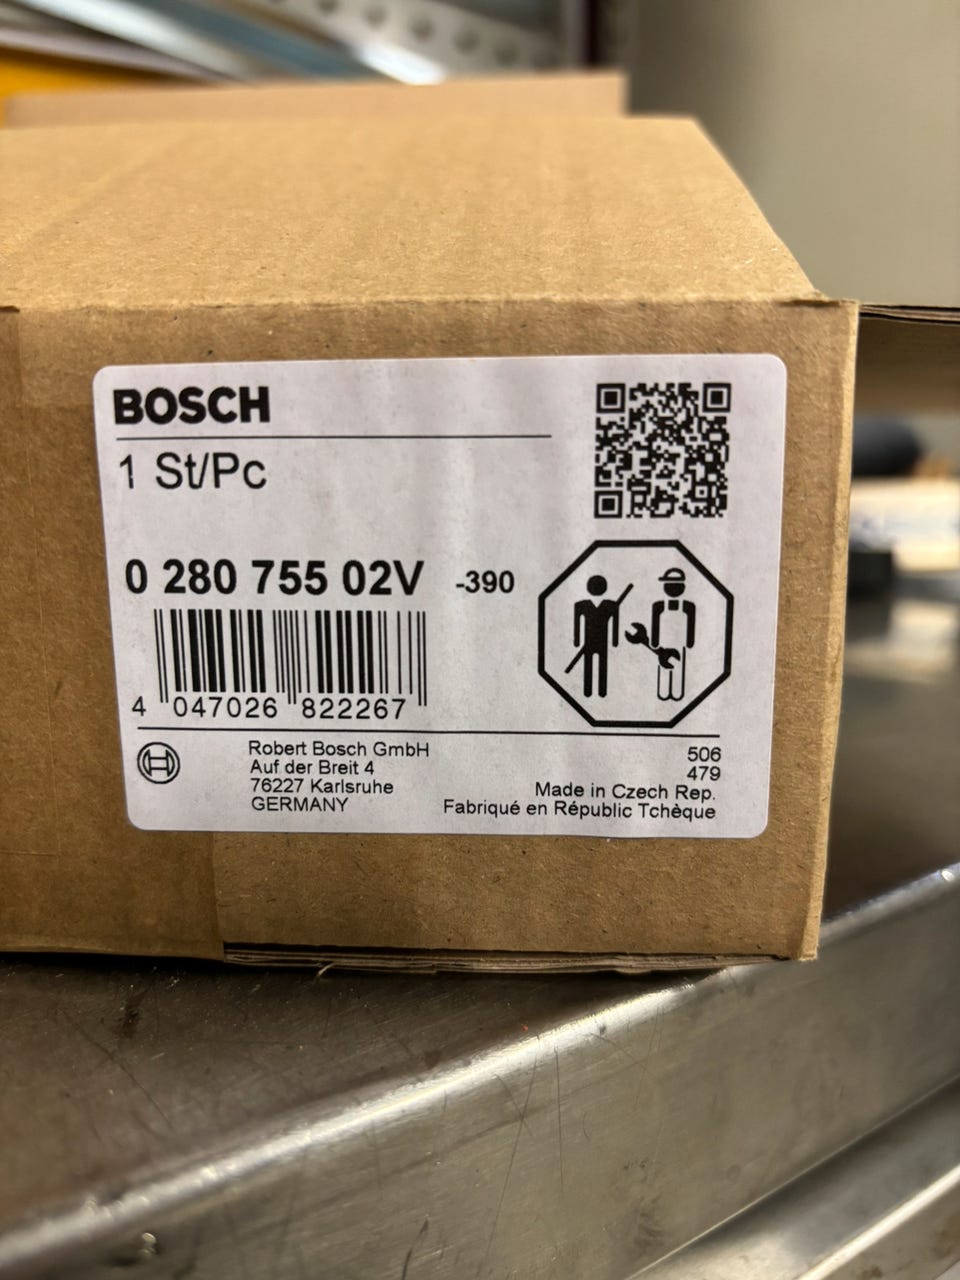 BOSCH
1 St/Pc
0 280 755 02V -390
4 047026 822267
Robert Bosch GmbH
Auf der Breit 4
76227 Karlsruhe
GERMANY
506
479
Made in Czech Rep.
Fabriqué en Républic Tchèque